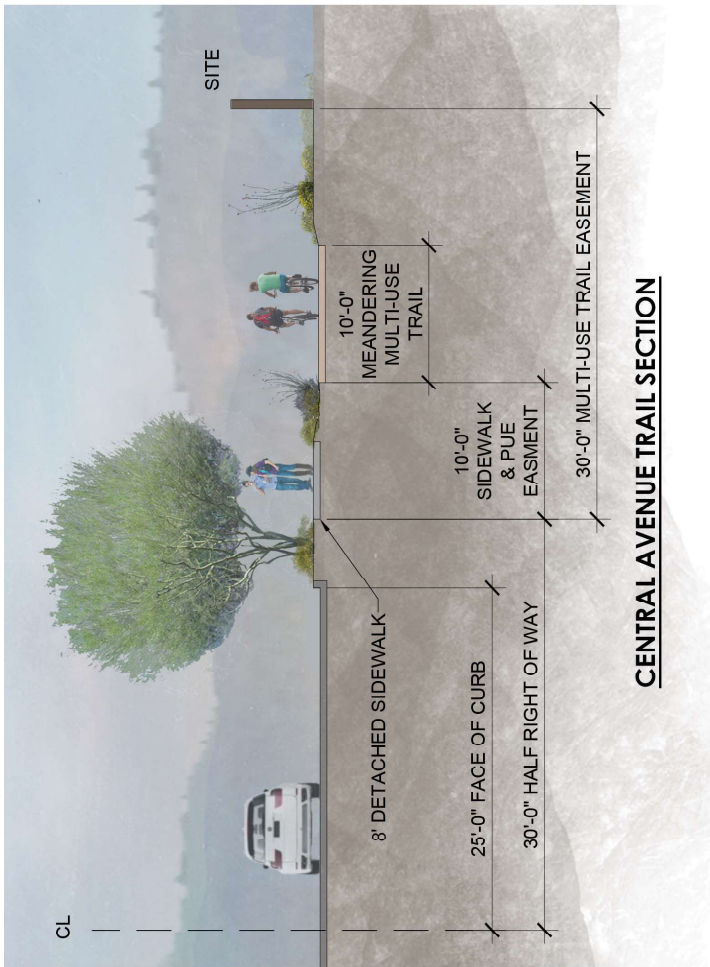 CL
SITE
8' DETACHED SIDEWALK
10'-0"
MEANDERING
MULTI-USE
TRAIL
25'-0" FACE OF CURB
10'-0"
SIDEWALK
& PUE
EASMENT
30'-0" HALF RIGHT OF WAY
30'-0" MULTI-USE TRAIL EASEMENT
CENTRAL AVENUE TRAIL SECTION